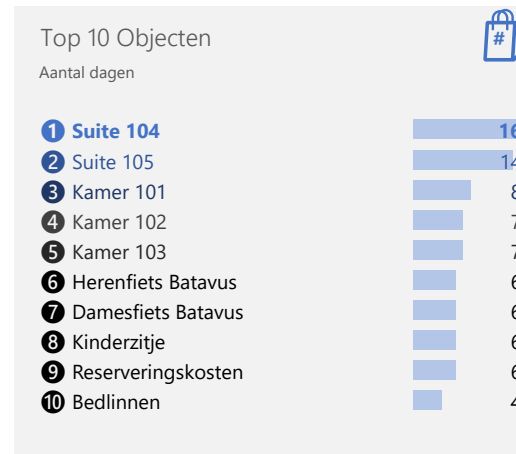 Top 10 Objecten
#
Aantal dagen
1 Suite 104 16
2 Suite 105 14
3 Kamer 101 8
4 Kamer 102 7
5 Kamer 103 7
6 Herenfiets Batavus 6
7 Damesfiets Batavus 6
8 Kinderzitje 6
9 Reserveringskosten 6
10 Bedlinnen 4